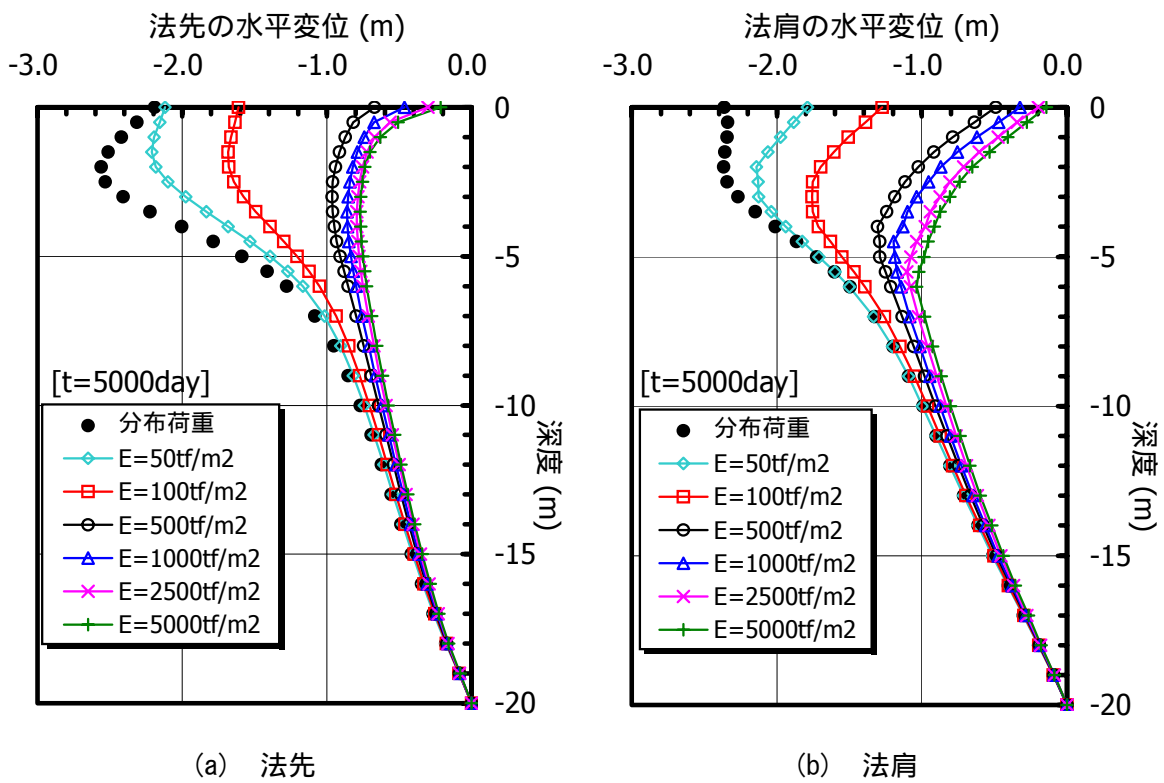 法先の水平変位 (m)
-3.0 -2.0 -1.0 0.0
0
-5
-10
-15
-20
深度 (m)
[t=5000day]
分布荷重
E=50tf/m2
E=100tf/m2
E=500tf/m2
E=1000tf/m2
E=2500tf/m2
E=5000tf/m2
(a) 法先
法肩の水平変位 (m)
-3.0 -2.0 -1.0 0.0
0
-5
-10
-15
-20
深度 (m)
[t=5000day]
分布荷重
E=50tf/m2
E=100tf/m2
E=500tf/m2
E=1000tf/m2
E=2500tf/m2
E=5000tf/m2
(b) 法肩